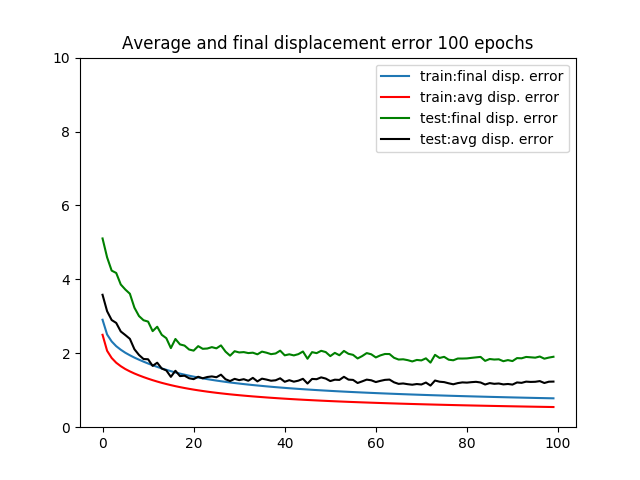 Average and final displacement error 100 epochs
train:final disp. error
train:avg disp. error
test:final disp. error
test:avg disp. error
10
8
6
4
2
0
0 20 40 60 80 100